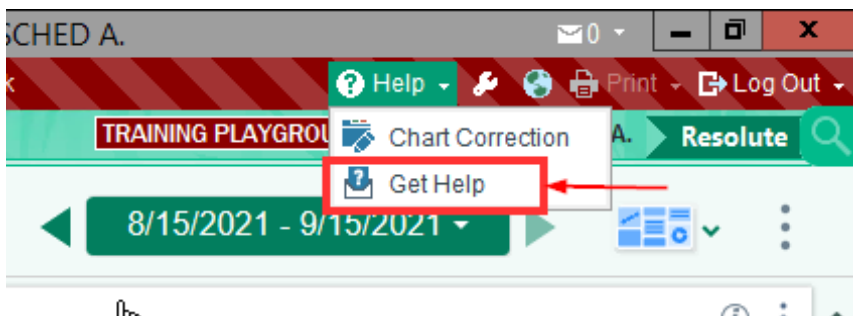 SCHED A. 0
k Help Print Log Out
TRAINING PLAYGROU A. Resolute
Chart Correction
Get Help
8/15/2021 - 9/15/2021